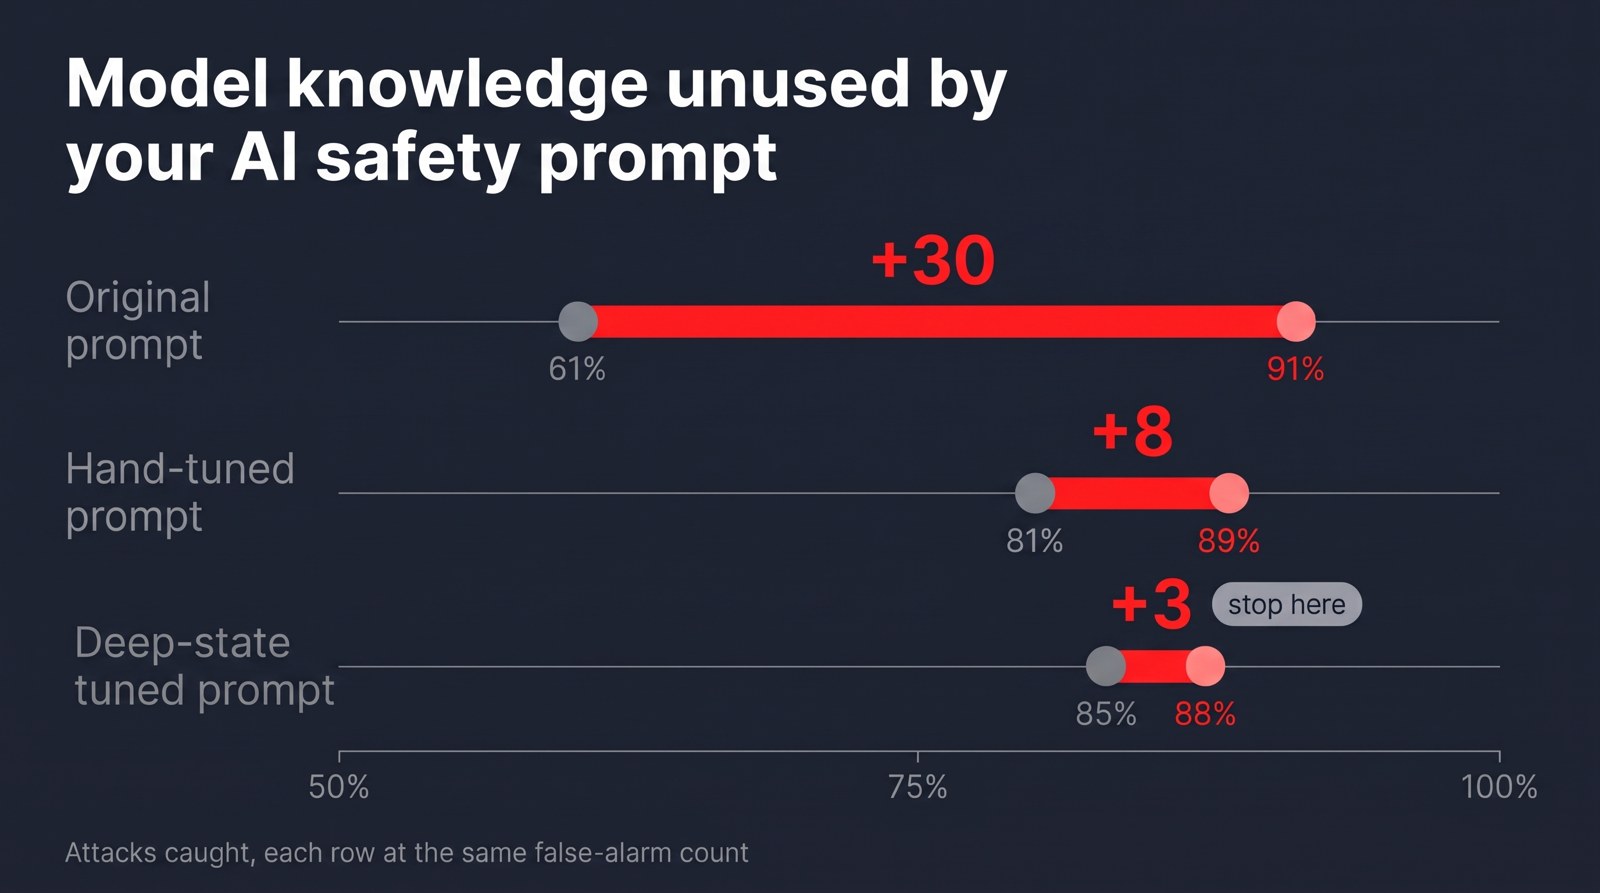 Model knowledge unused by
your AI safety prompt
Original
prompt
+30
61%
91%
Hand-tuned
prompt
+8
81%
89%
Deep-state
tuned prompt
+3
stop here
85%
88%
50%
75%
100%
Attacks caught, each row at the same false-alarm count